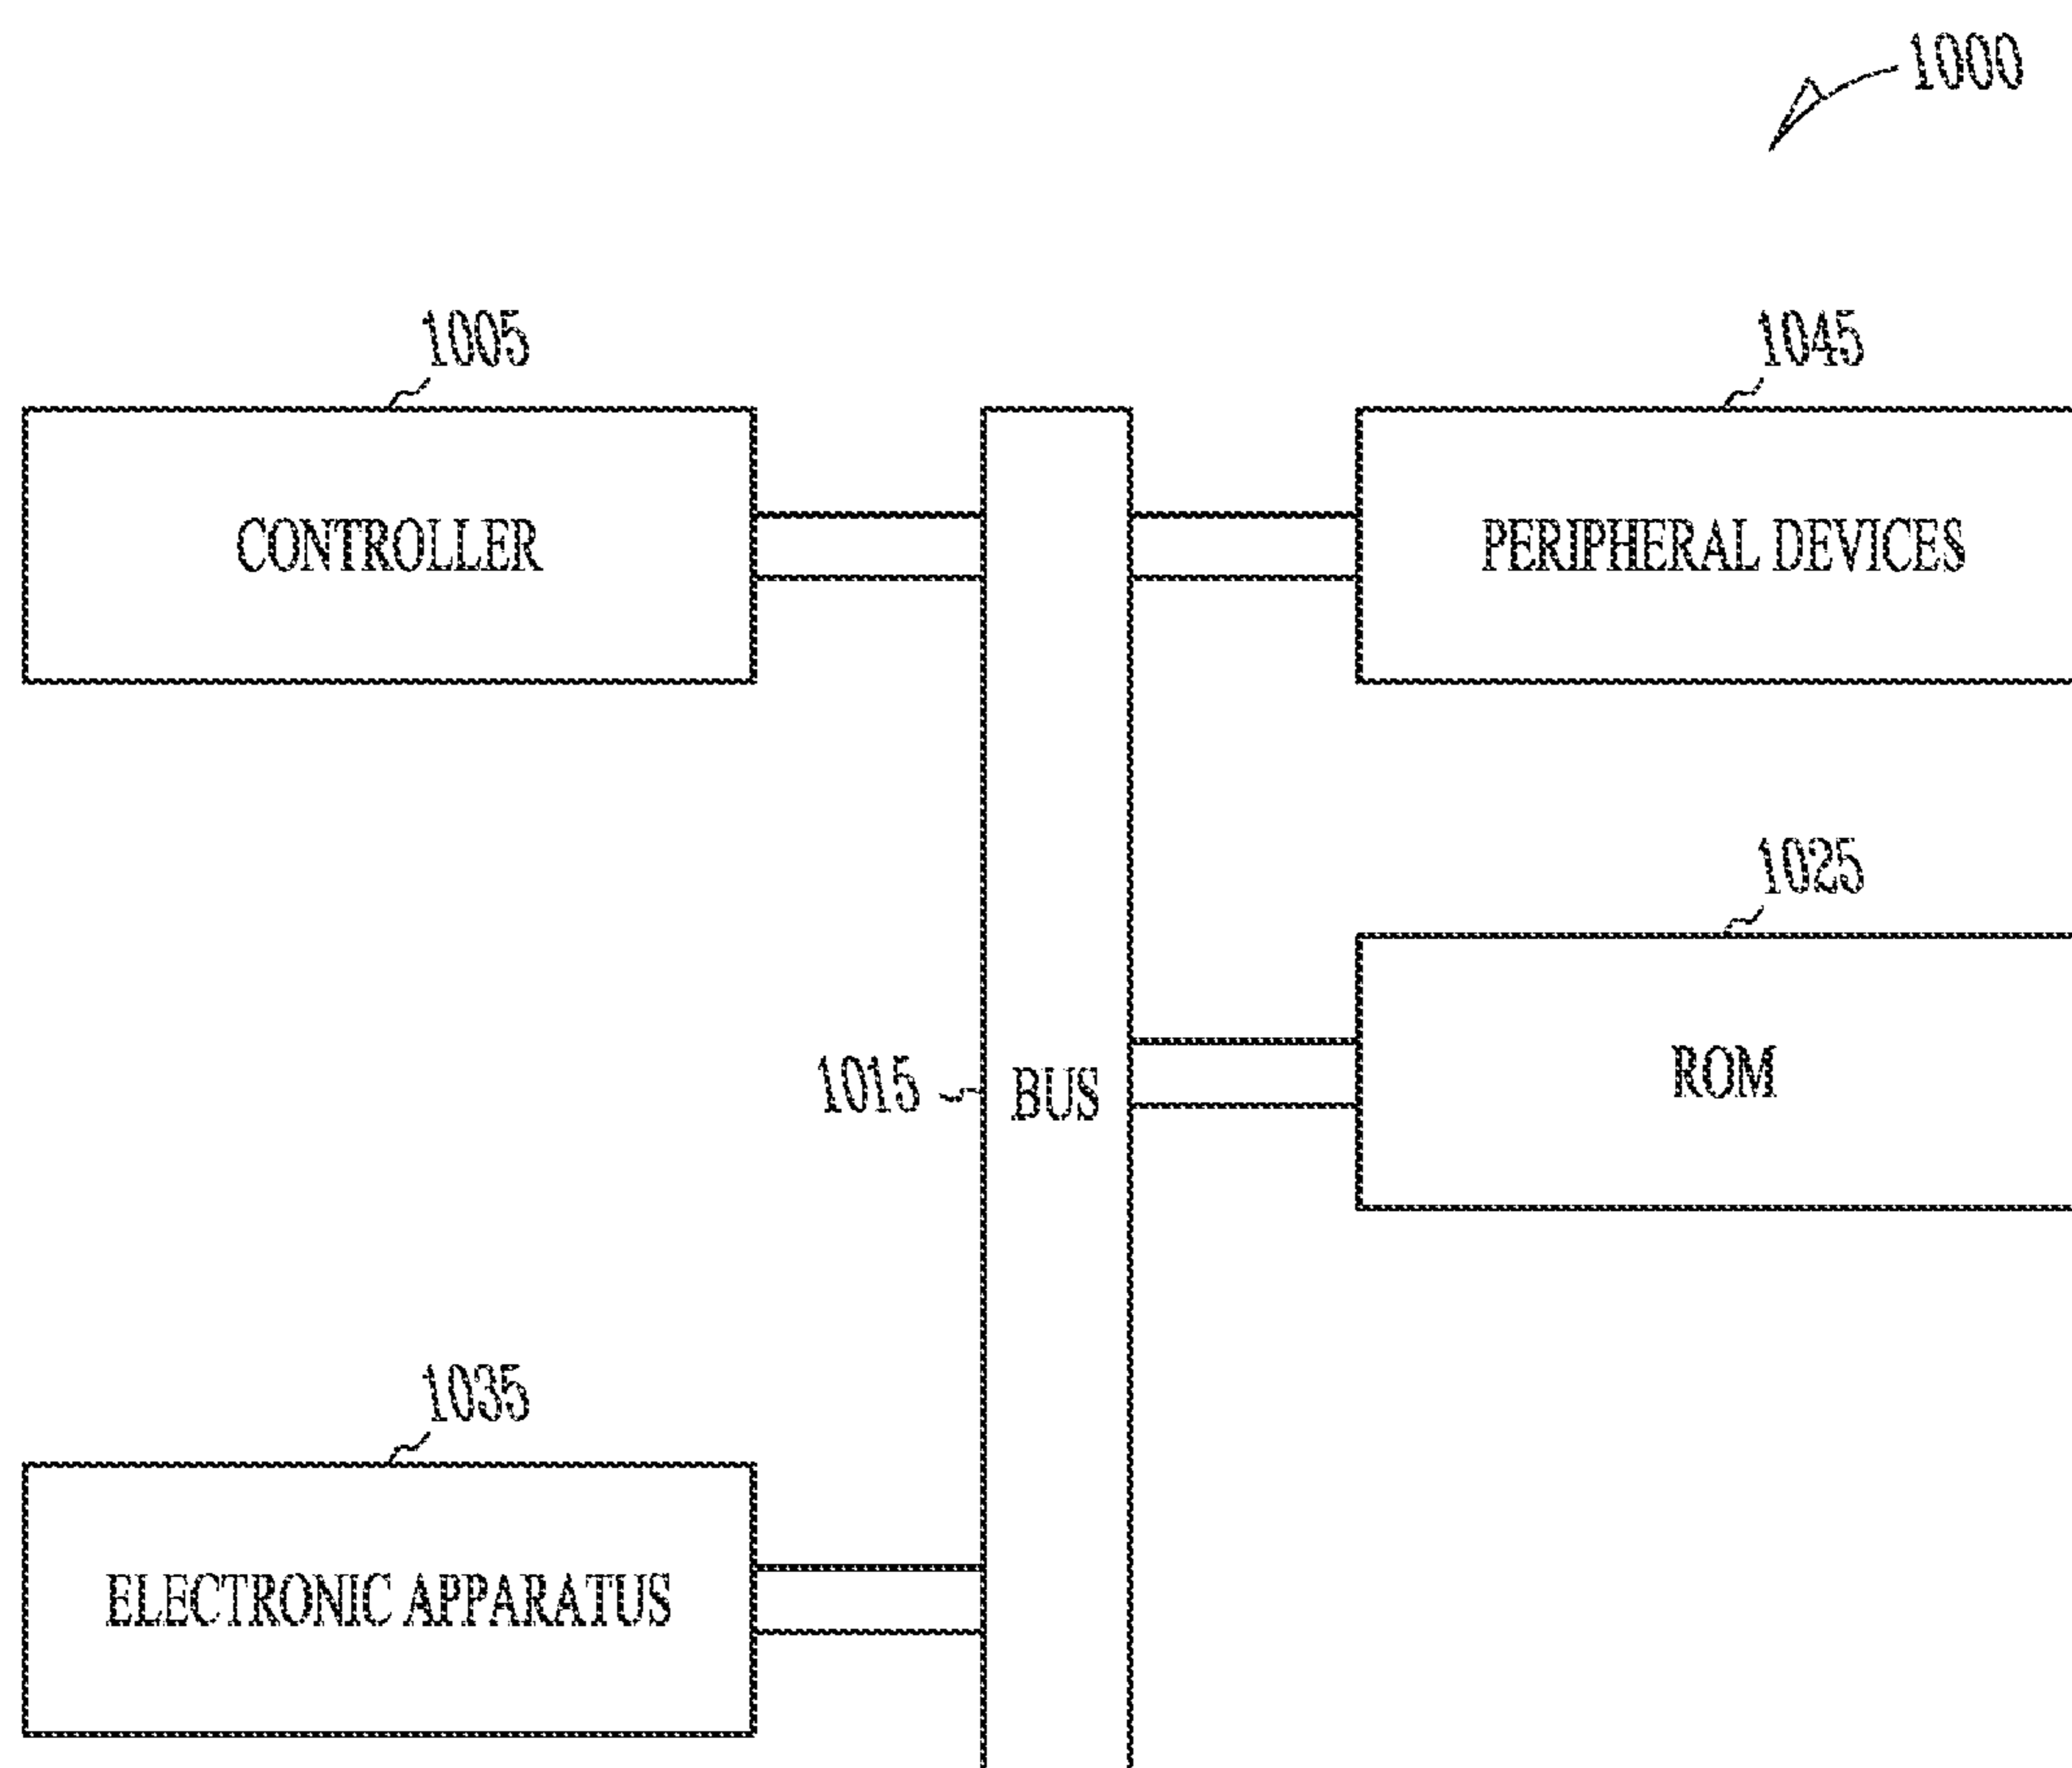 1000
1005
1045
CONTROLLER
PERIPHERAL DEVICES
1025
1015
BUS
ROM
1035
ELECTRONIC APPARATUS